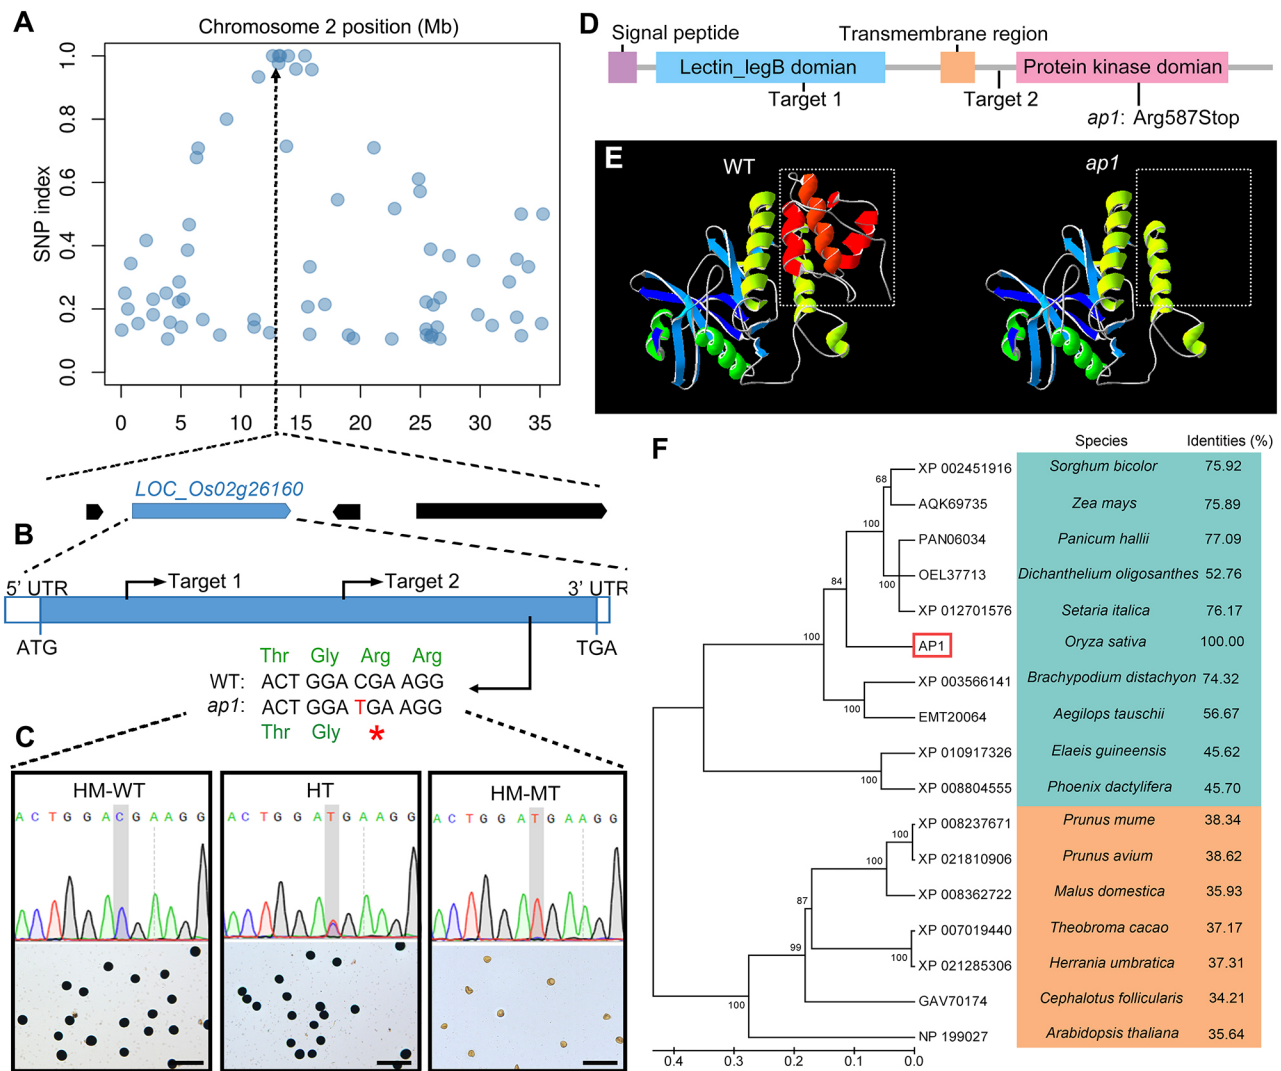 A
Chromosome 2 position (Mb)
SNP index
1.0
0.8
0.6
0.4
0.2
0.0
0 5 10 15 20 25 30 35
LOC_Os02g26160
B
5' UTR
Target 1
Target 2
3' UTR
ATG
TGA
Thr Gly Arg Arg
WT: ACT GGA CGA AGG
ap1: ACT GGA TGA AGG
Thr Gly *
C
HM-WT
A C T G G A C G A A G G
HT
A C T G G A T G A A G G
HM-MT
A C T G G A T G A A G G
D
Signal peptide
Transmembrane region
Lectin_legB domian
Protein kinase domian
Target 1
Target 2
ap1: Arg587Stop
E
WT
ap1
F
Species Identities (%)
XP 002451916 Sorghum bicolor 75.92
AQK69735 Zea mays 75.89
PAN06034 Panicum hallii 77.09
OEL37713 Dichanthelium oligosanthes 52.76
XP 012701576 Setaria italica 76.17
AP1 Oryza sativa 100.00
XP 003566141 Brachypodium distachyon 74.32
EMT20064 Aegilops tauschii 56.67
XP 010917326 Elaeis guineensis 45.62
XP 008804555 Phoenix dactylifera 45.70
XP 008237671 Prunus mume 38.34
XP 021810906 Prunus avium 38.62
XP 008362722 Malus domestica 35.93
XP 007019440 Theobroma cacao 37.17
XP 021285306 Herrania umbratica 37.31
GAV70174 Cephalotus follicularis 34.21
NP 199027 Arabidopsis thaliana 35.64
68
100
100
84
100
100
100
100
100
87
100
99
100
0.4 0.3 0.2 0.1 0.0